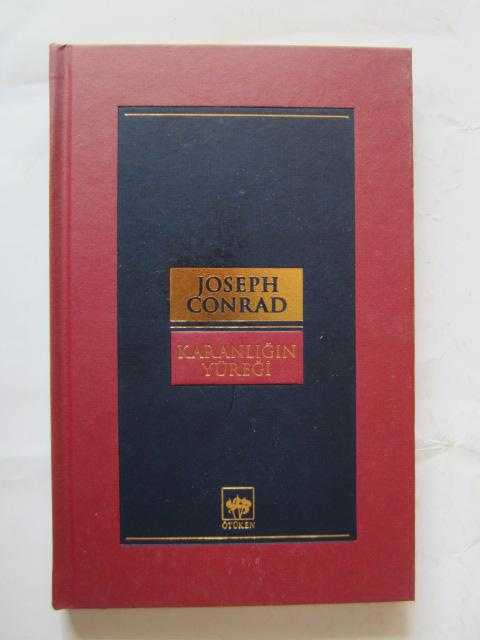 JOSEPH
CONRAD
KARANLIĞIN
YÜREĞİ
ÖTÜKEN